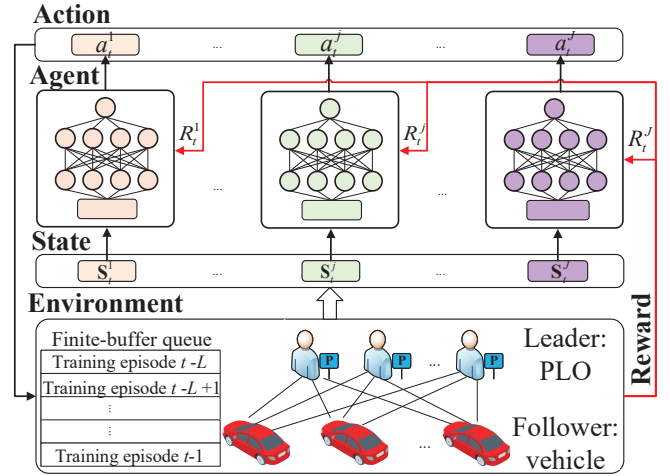 Action
a_t^1 ... a_t^j ... a_t^J
Agent
R_t^1 R_t^j R_t^J
... ...
State
S_t^1 ... S_t^j ... S_t^J
Environment
Finite-buffer queue
Training episode t-L
Training episode t-L+1
⋮
⋮
Training episode t-1
P P ... P
...
Leader:
PLO
Follower:
vehicle
Reward